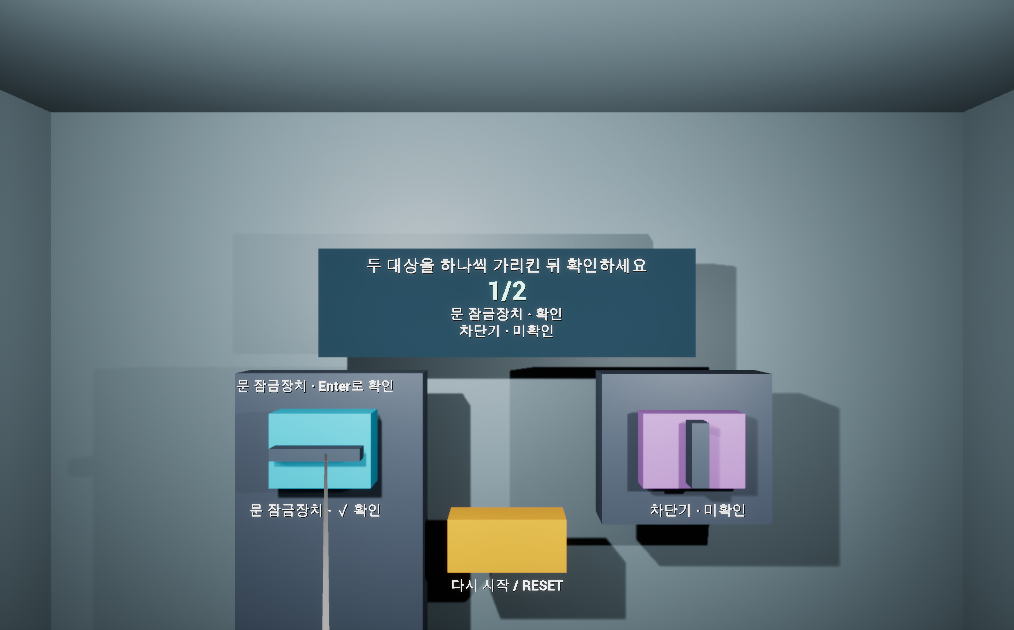 두 대상을 하나씩 가리킨 뒤 확인하세요
1/2
문 잠금장치 · 확인
차단기 · 미확인
문 잠금장치 · Enter로 확인
문 잠금장치 · ✓ 확인
차단기 · 미확인
다시 시작 / RESET